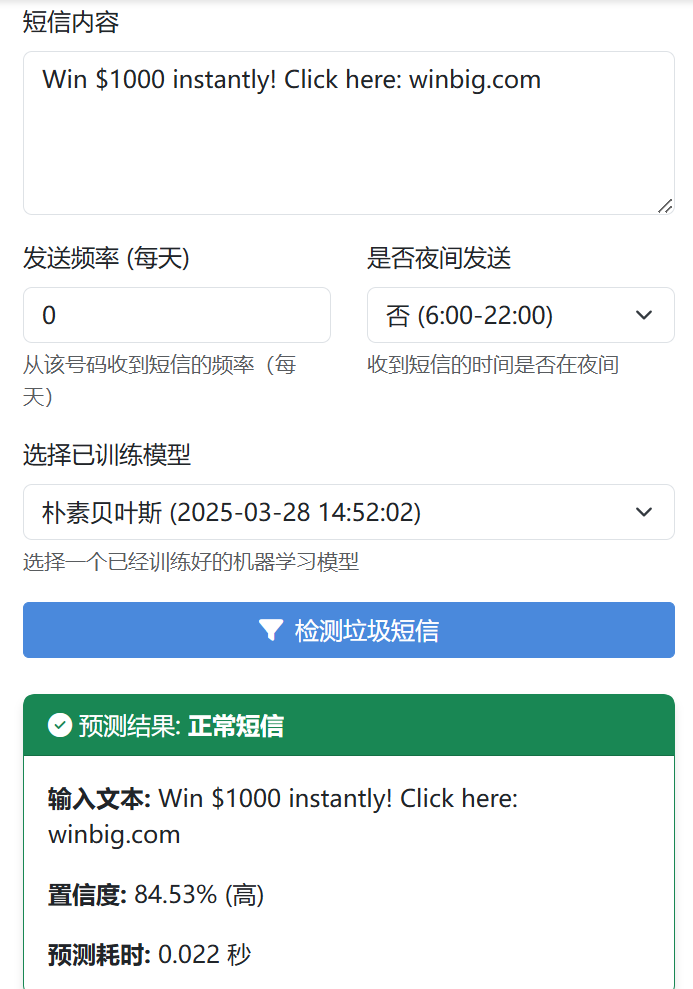 短信内容
Win $1000 instantly! Click here: winbig.com
发送频率 (每天)
是否夜间发送
0
否 (6:00-22:00)
从该号码收到短信的频率（每
天）
收到短信的时间是否在夜间
选择已训练模型
朴素贝叶斯 (2025-03-28 14:52:02)
选择一个已经训练好的机器学习模型
检测垃圾短信
预测结果: 正常短信
输入文本: Win $1000 instantly! Click here:
winbig.com
置信度: 84.53% (高)
预测耗时: 0.022 秒